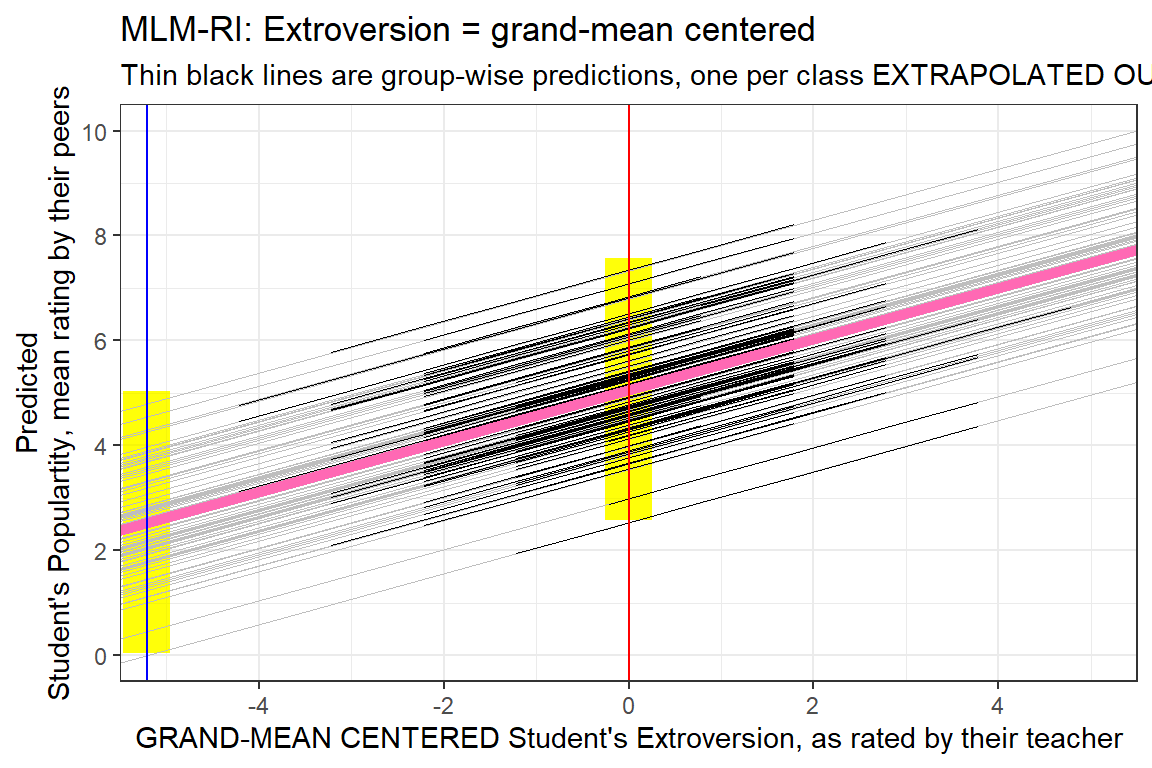 MLM-RI: Extroversion = grand-mean centered
Thin black lines are group-wise predictions, one per class EXTRAPOLATED OU
Predicted
Student's Populartity, mean rating by their peers
10
8
6
4
2
0
-4
-2
0
2
4
GRAND-MEAN CENTERED Student's Extroversion, as rated by their teacher